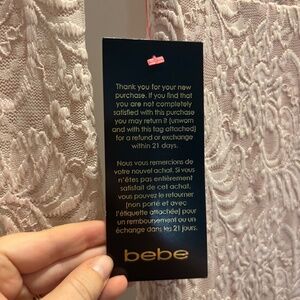 Thank you for your new
purchase. If you find that
you are not completely
satisfied with this purchase
you may return it (unworn
and with this tag attached)
for a refund or exchange
within 21 days.
Nous vous remercions de
votre nouvel achat. Si vous
n'êtes pas entièrement
satisfait de cet achat,
vous pouvez le retourner
(non porté et avec
l'étiquette attachée) pour
un remboursement ou un
échange dans les 21 jours.
bebe